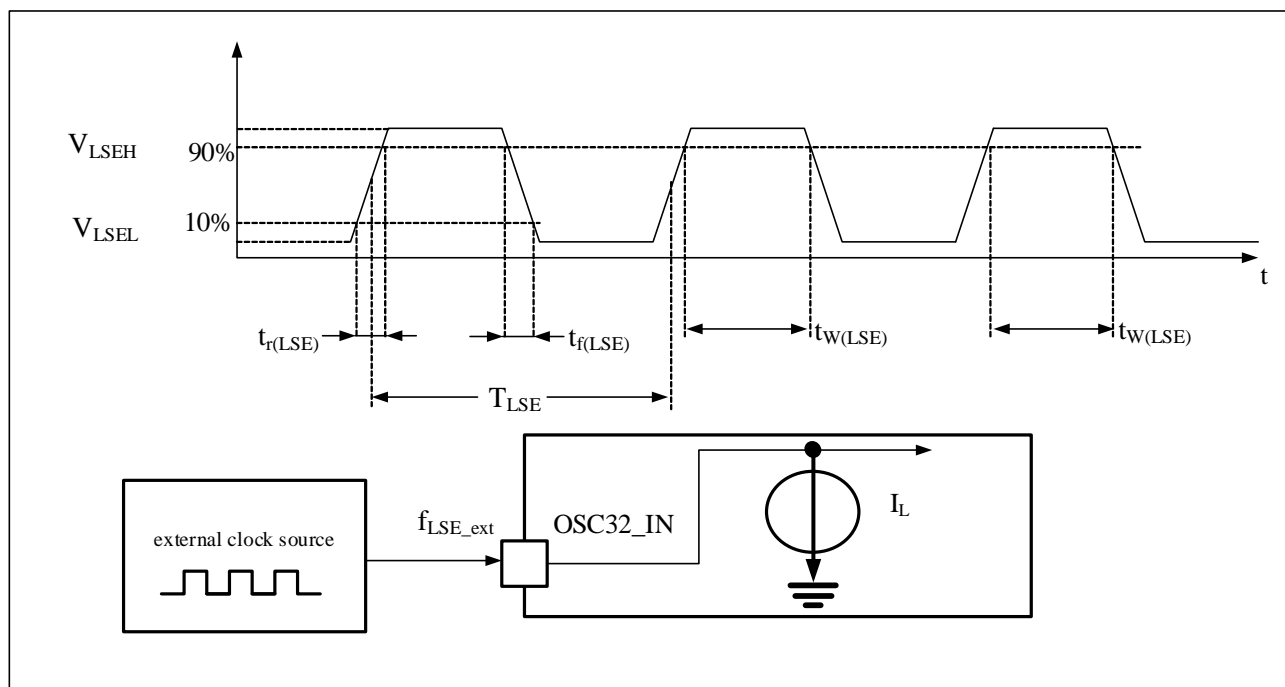 V_LSEH
90%
10%
V_LSEL
t
t_r(LSE)
t_f(LSE)
t_W(LSE)
t_W(LSE)
T_LSE
f_LSE_ext
OSC32_IN
I_L
external clock source